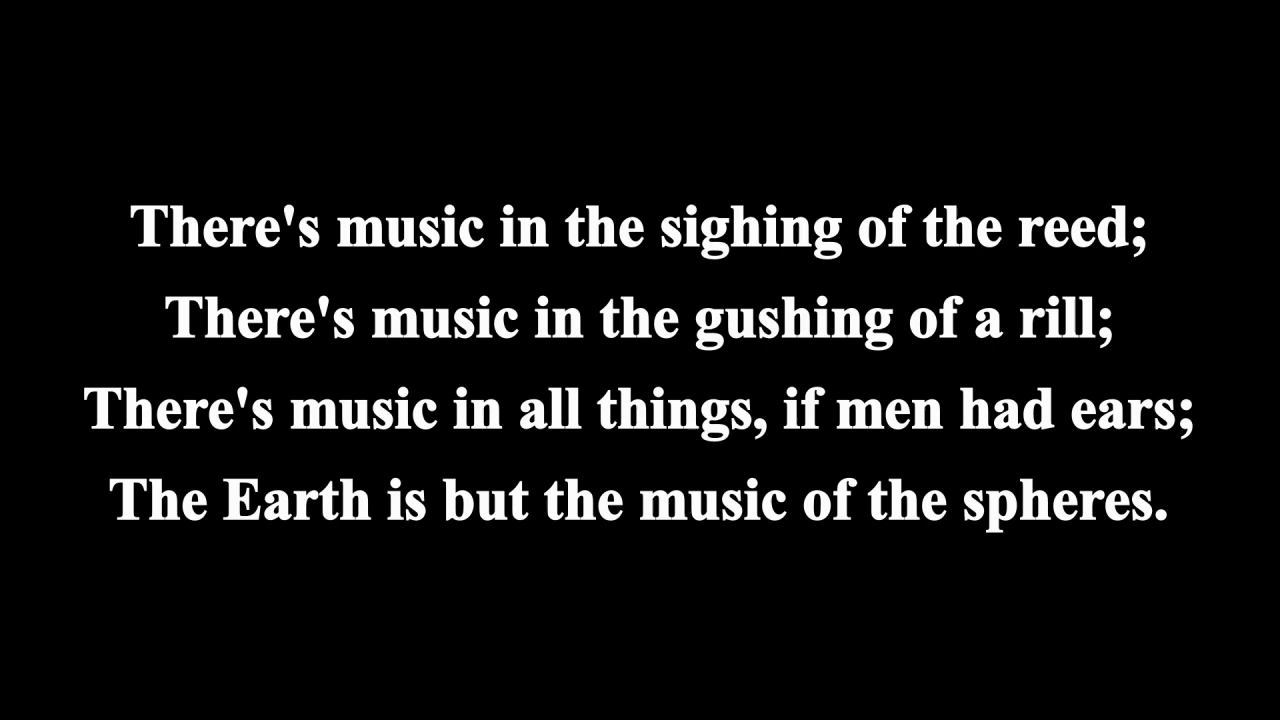 There's music in the sighing of the reed;
There's music in the gushing of a rill;
There's music in all things, if men had ears;
The Earth is but the music of the spheres.